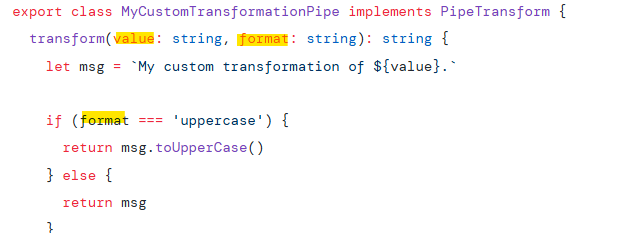 export class MyCustomTransformationPipe implements PipeTransform {
transform(value: string, format: string): string {
let msg = `My custom transformation of ${value}.`
if (format === 'uppercase') {
return msg.toUpperCase()
} else {
return msg
}